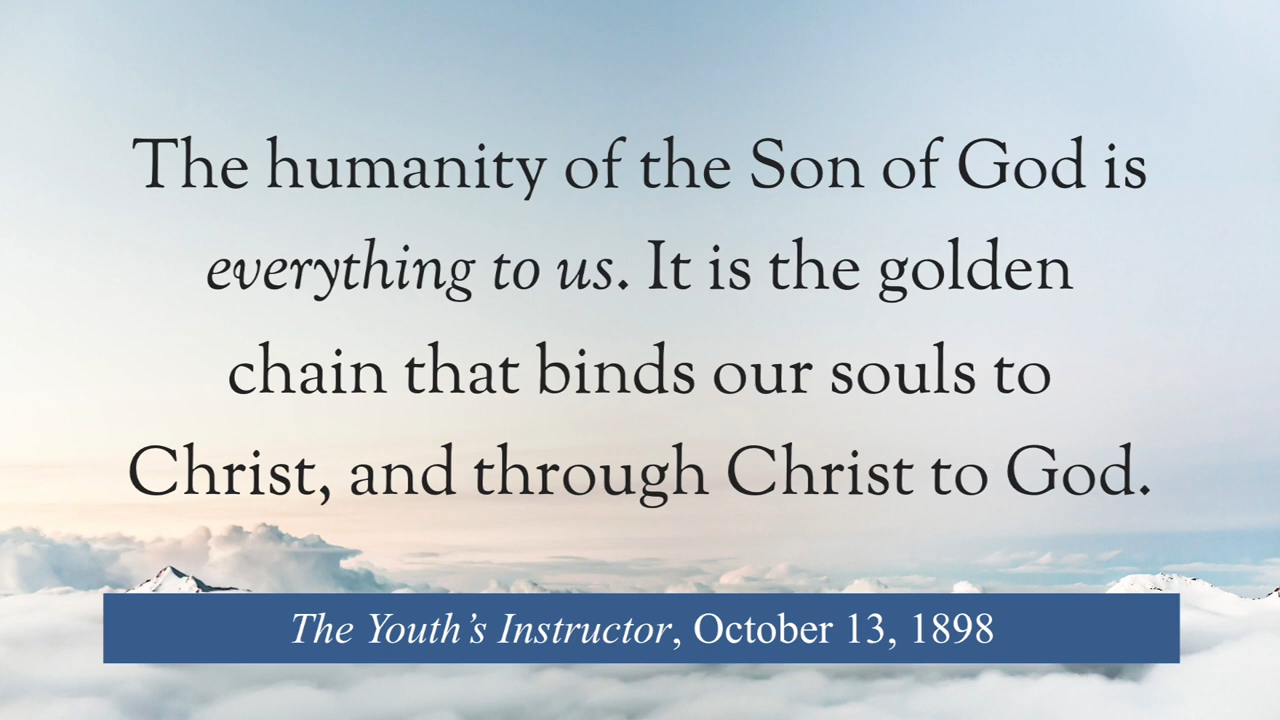 The humanity of the Son of God is
everything to us. It is the golden
chain that binds our souls to
Christ, and through Christ to God.
The Youth’s Instructor, October 13, 1898